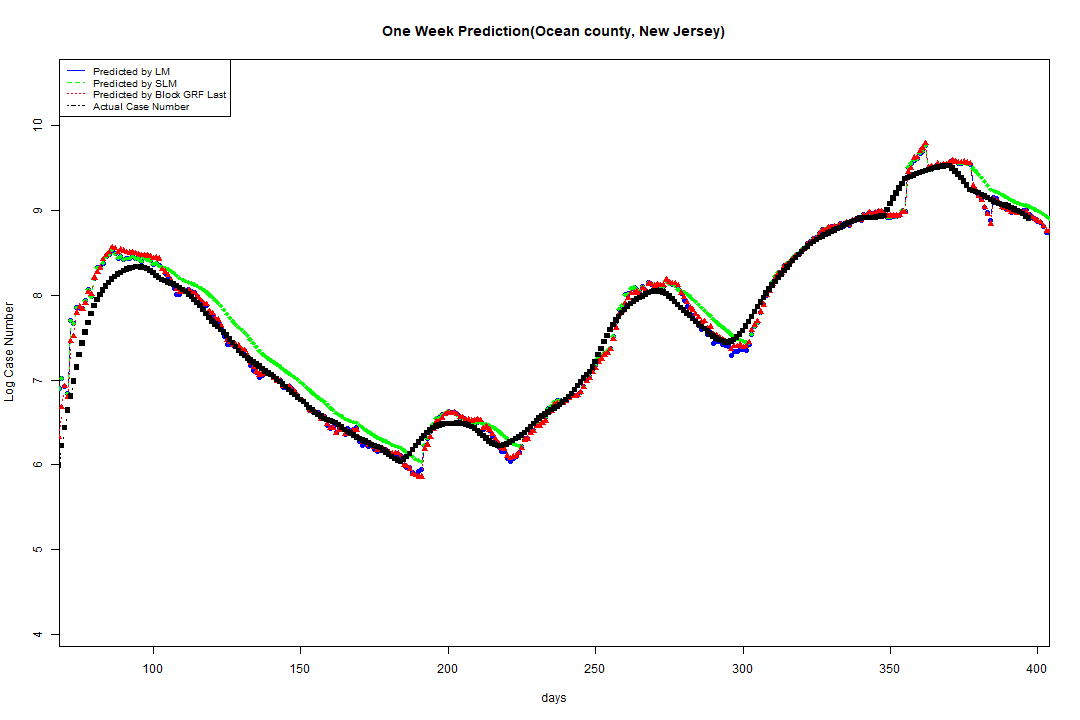 One Week Prediction(Ocean county, New Jersey)
Predicted by LM
Predicted by SLM
Predicted by Block GRF Last
Actual Case Number
Log Case Number
10
9
8
7
6
5
4
100 150 200 250 300 350 400
days